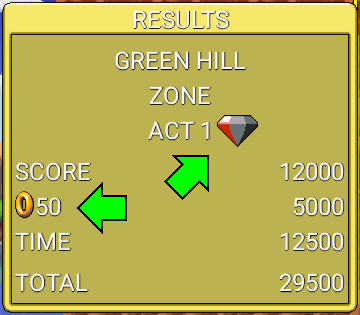 RESULTS
GREEN HILL
ZONE
ACT 1
SCORE 12000
50 5000
TIME 12500
TOTAL 29500